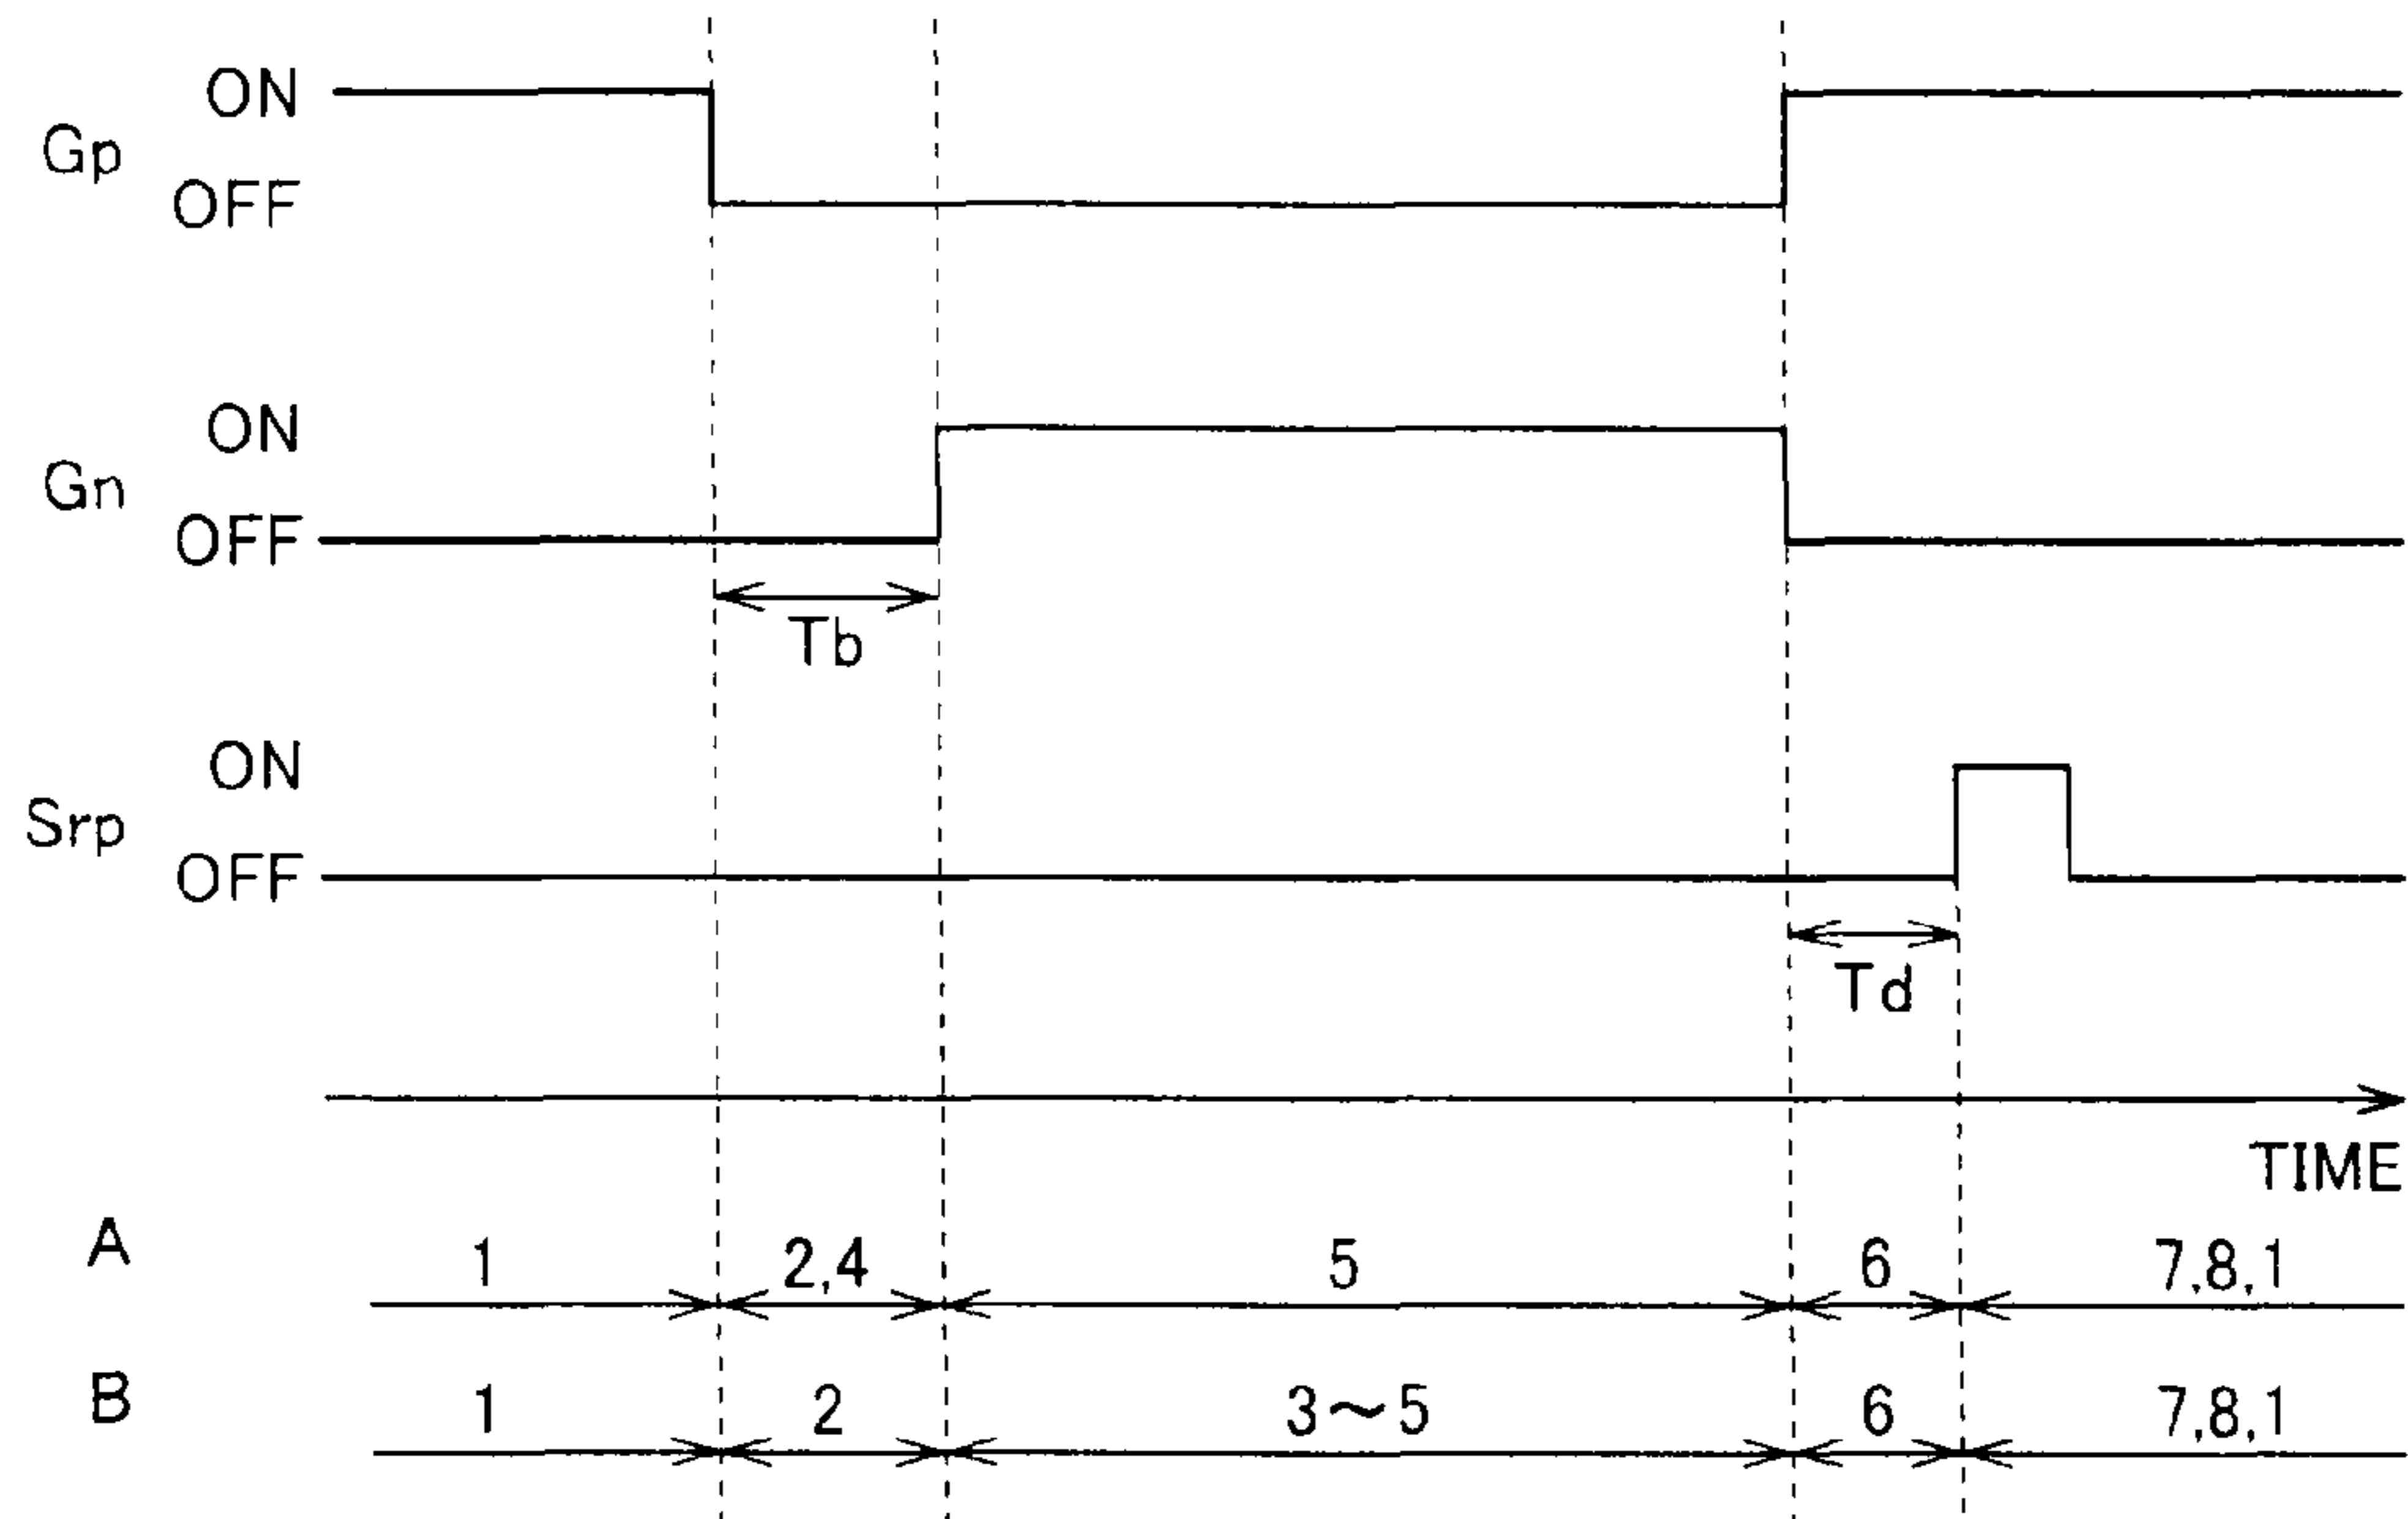 ON
Gp
OFF
ON
Gn
OFF
Tb
ON
Srp
OFF
Td
TIME
A 1 2,4 5 6 7,8,1
B 1 2 3～5 6 7,8,1